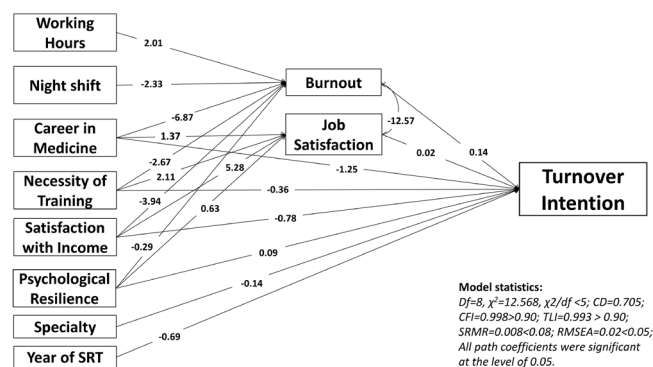 Working
Hours
Night shift
Career in
Medicine
Necessity of
Training
Satisfaction
with Income
Psychological
Resilience
Specialty
Year of SRT
2.01
-2.33
-6.87
1.37
-2.67
2.11
-3.94
5.28
0.63
-0.29
Burnout
Job
Satisfaction
-12.57
0.14
0.02
-1.25
-0.36
-0.78
0.09
-0.14
-0.69
Turnover
Intention
Model statistics:
Df=8, χ²=12.568, χ2/df <5; CD=0.705;
CFI=0.998>0.90; TLI=0.993 > 0.90;
SRMR=0.008<0.08; RMSEA=0.02<0.05;
All path coefficients were significant
at the level of 0.05.